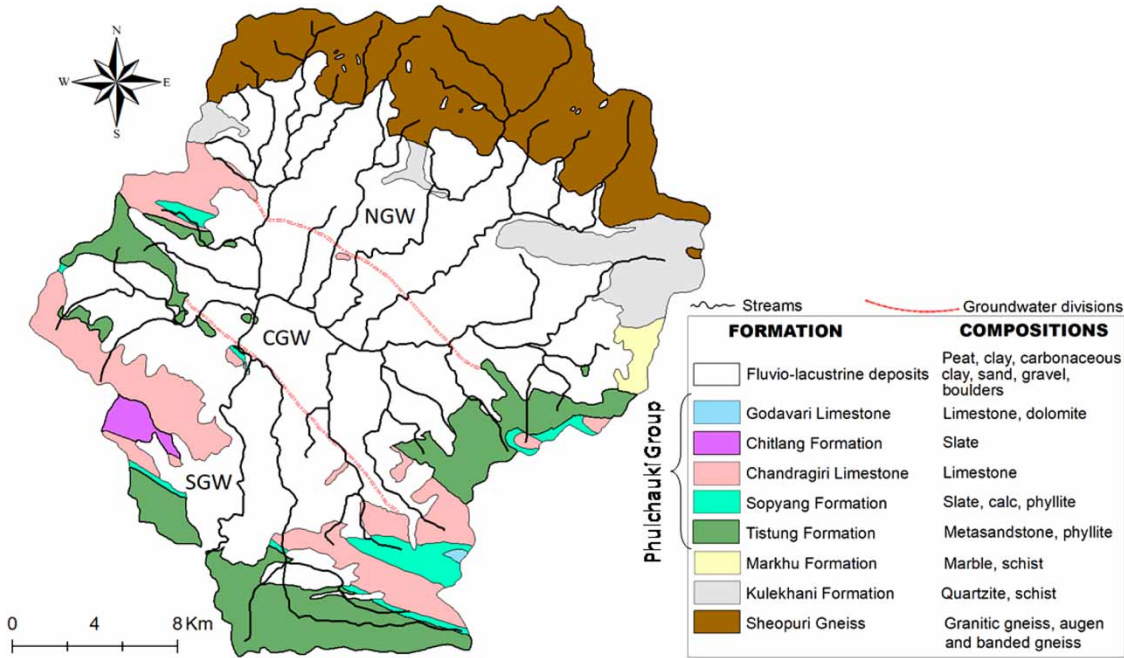 N
W E
S
NGW
CGW
SGW
0 4 8 Km
Streams Groundwater divisions
FORMATION COMPOSITIONS
Fluvio-lacustrine deposits Peat, clay, carbonaceous
clay, sand, gravel,
boulders
Phulchauki Group
Godavari Limestone Limestone, dolomite
Chitlang Formation Slate
Chandragiri Limestone Limestone
Sopyang Formation Slate, calc, phyllite
Tistung Formation Metasandstone, phyllite
Markhu Formation Marble, schist
Kulekhani Formation Quartzite, schist
Sheopuri Gneiss Granitic gneiss, augen
and banded gneiss